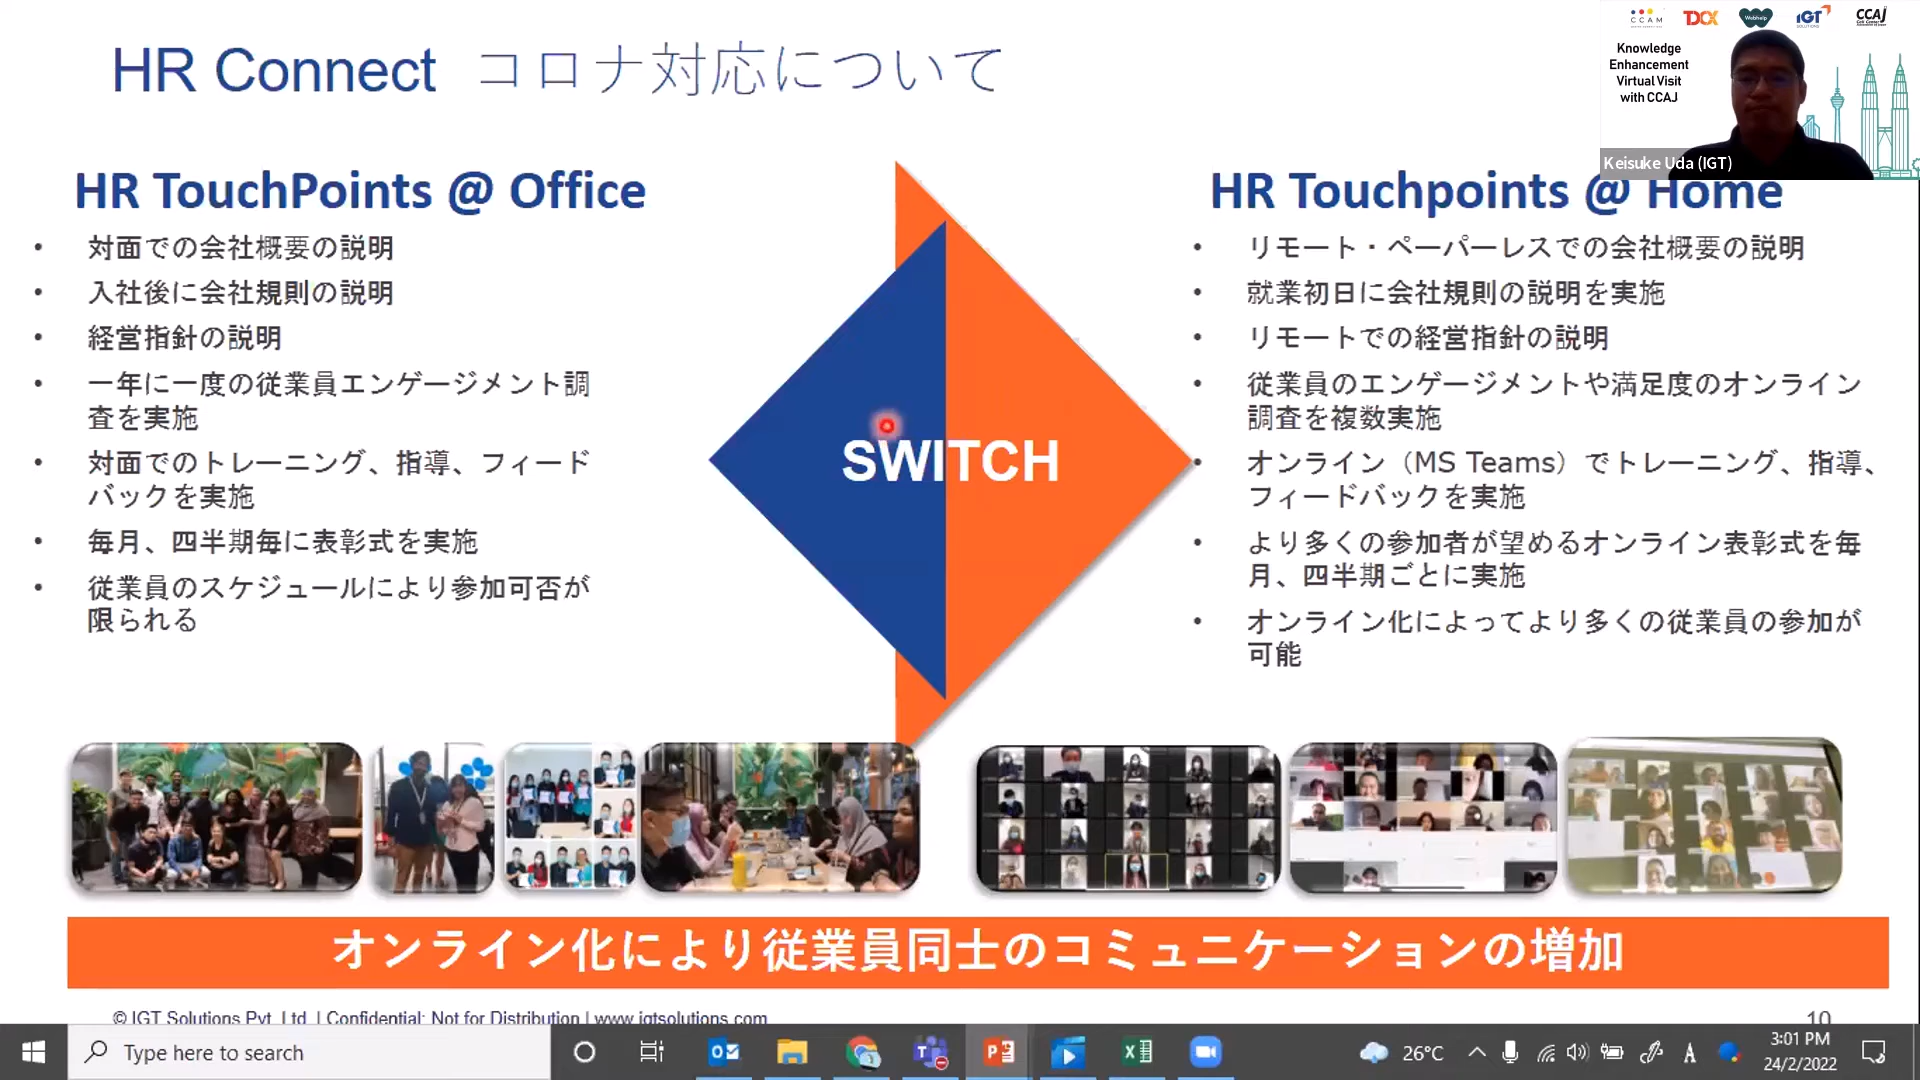 HR Connect コロナ対応について
CCAM TDCX Webhelp IGT SOLUTIONS CCAJ
Knowledge
Enhancement
Virtual Visit
with CCAJ
Keisuke Uda (IGT)
HR TouchPoints @ Office
・ 対面での会社概要の説明
・ 入社後に会社規則の説明
・ 経営指針の説明
・ 一年に一度の従業員エンゲージメント調
査を実施
・ 対面でのトレーニング、指導、フィード
バックを実施
・ 毎月、四半期毎に表彰式を実施
・ 従業員のスケジュールにより参加可否が
限られる
SWITCH
HR Touchpoints @ Home
・ リモート・ペーパーレスでの会社概要の説明
・ 就業初日に会社規則の説明を実施
・ リモートでの経営指針の説明
・ 従業員のエンゲージメントや満足度のオンライン
調査を複数実施
・ オンライン（MS Teams）でトレーニング、指導、
フィードバックを実施
・ より多くの参加者が望めるオンライン表彰式を毎
月、四半期ごとに実施
・ オンライン化によってより多くの従業員の参加が
可能
オンライン化により従業員同士のコミュニケーションの増加
© IGT Solutions Pvt. Ltd. | Confidential: Not for Distribution | www.igtsolutions.com
10
Type here to search
26°C
3:01 PM
24/2/2022